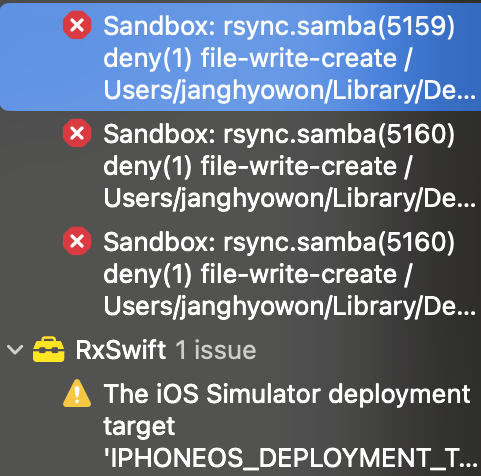 Sandbox: rsync.samba(5159)
deny(1) file-write-create /
Users/janghyowon/Library/De...
Sandbox: rsync.samba(5160)
deny(1) file-write-create /
Users/janghyowon/Library/De...
Sandbox: rsync.samba(5160)
deny(1) file-write-create /
Users/janghyowon/Library/De...
RxSwift 1 issue
The iOS Simulator deployment
target
'IPHONEOS_DEPLOYMENT_T...